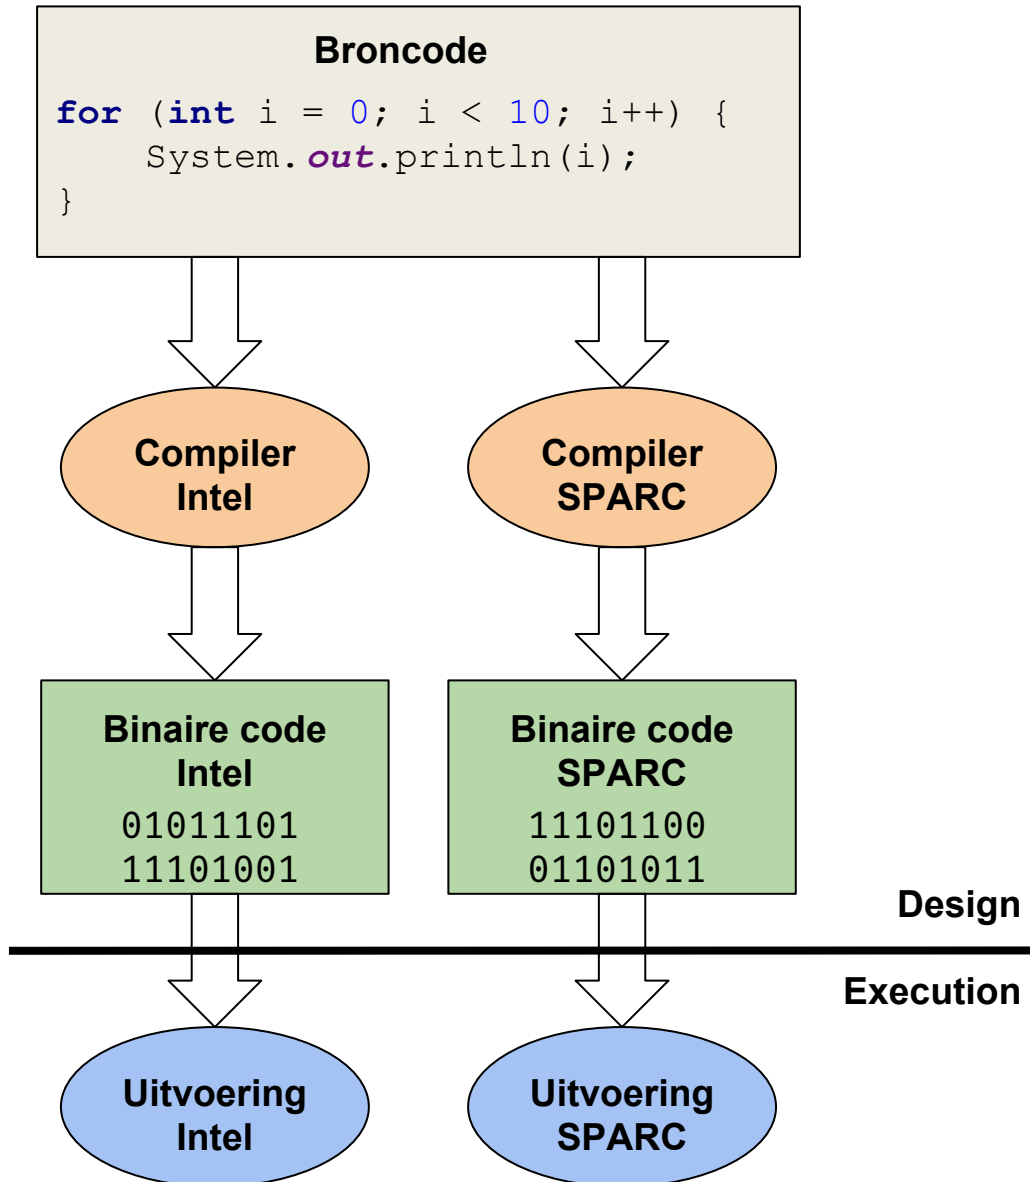 Broncode
for (int i = 0; i < 10; i++) {
    System.out.println(i);
}
Compiler
Intel
Compiler
SPARC
Binaire code
Intel
01011101
11101001
Binaire code
SPARC
11101100
01101011
Design
Execution
Uitvoering
Intel
Uitvoering
SPARC